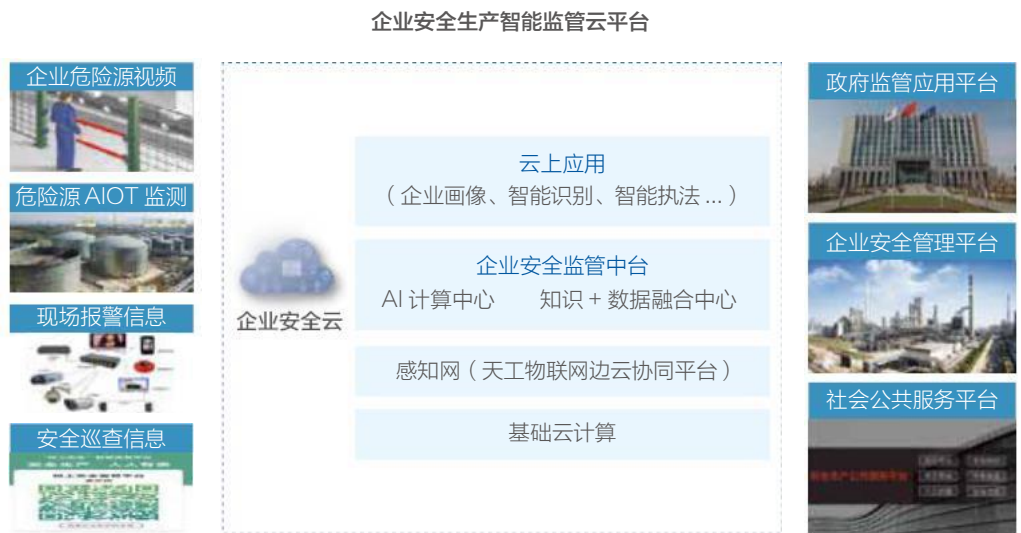 企业安全生产智能监管云平台
企业危险源视频
危险源 AIOT 监测
现场报警信息
安全巡查信息
企业安全云
云上应用
（企业画像、智能识别、智能执法 ... ）
企业安全监管中台
AI 计算中心 知识 + 数据融合中心
感知网（天工物联网边云协同平台）
基础云计算
政府监管应用平台
企业安全管理平台
社会公共服务平台